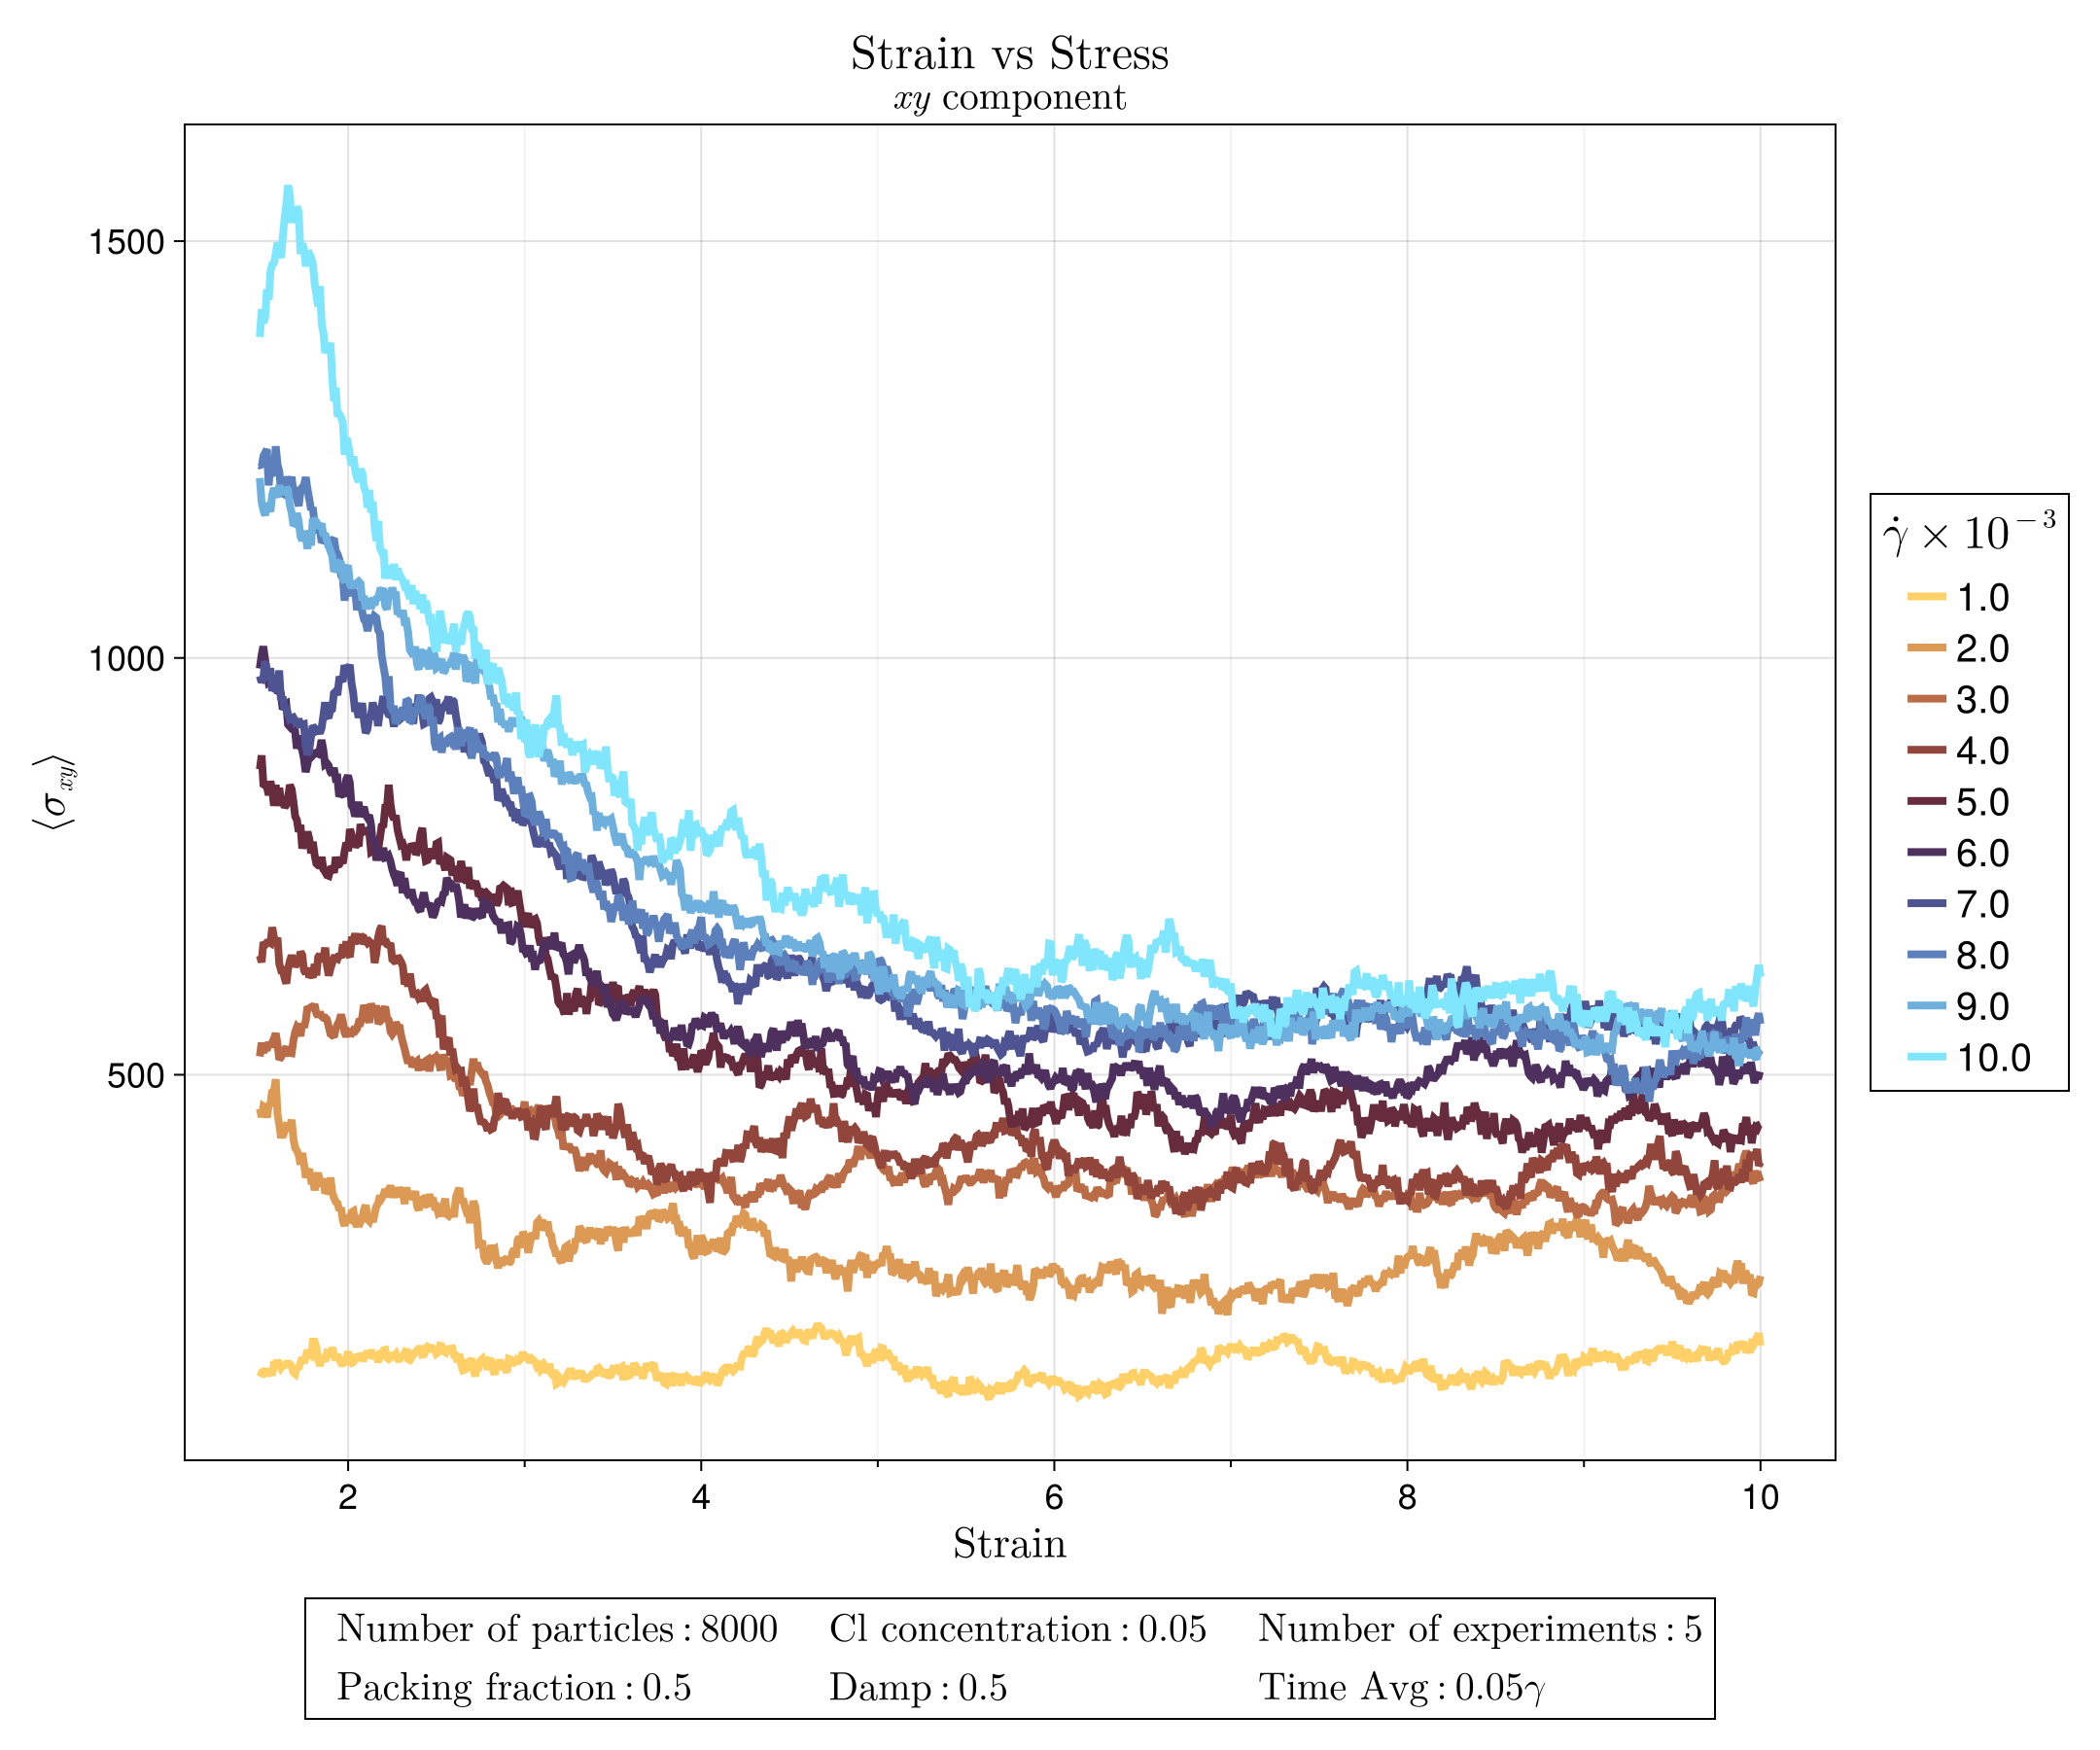 Strain vs Stress
xy component
⟨σxy⟩
1500
1000
500
2 4 6 8 10
Strain
γ̇ × 10⁻³
1.0
2.0
3.0
4.0
5.0
6.0
7.0
8.0
9.0
10.0
Number of particles : 8000 Cl concentration : 0.05 Number of experiments : 5
Packing fraction : 0.5 Damp : 0.5 Time Avg : 0.05γ